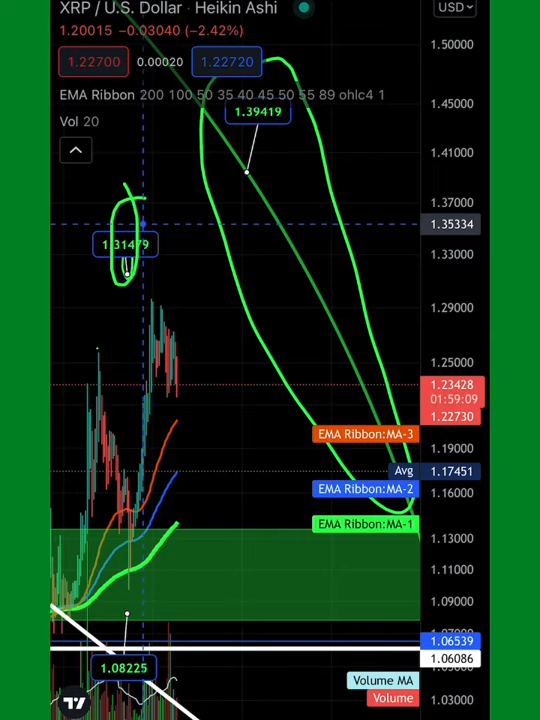 XRP / U.S. Dollar · Heikin Ashi
USD
1.20015 −0.03040 (−2.42%)
1.22700 0.00020 1.22720
EMA Ribbon 200 100 50 35 40 45 50 55 89 ohlc4 1
Vol 20
1.50000
1.45000
1.39419
1.41000
1.37000
1.35334
1.31479
1.33000
1.29000
1.25000
1.23428
01:59:09
1.22730
EMA Ribbon:MA-3
1.19000
Avg 1.17451
EMA Ribbon:MA-2
1.16000
EMA Ribbon:MA-1
1.13000
1.11000
1.09000
1.06539
1.06086
1.08225
Volume MA
Volume
1.03000